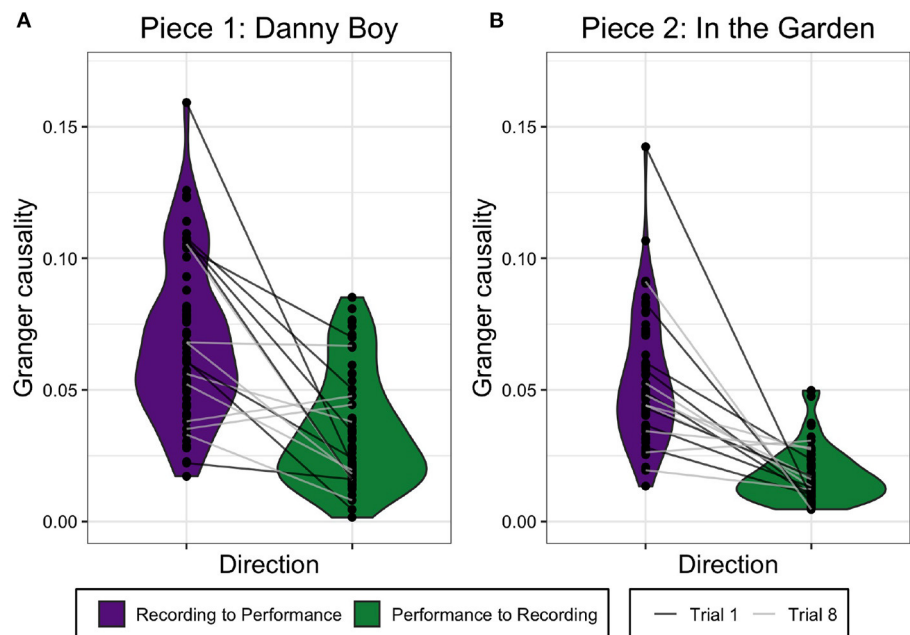 A
Piece 1: Danny Boy
Granger causality
0.15
0.10
0.05
0.00
Direction
B
Piece 2: In the Garden
Granger causality
0.15
0.10
0.05
0.00
Direction
Recording to Performance
Performance to Recording
Trial 1
Trial 8